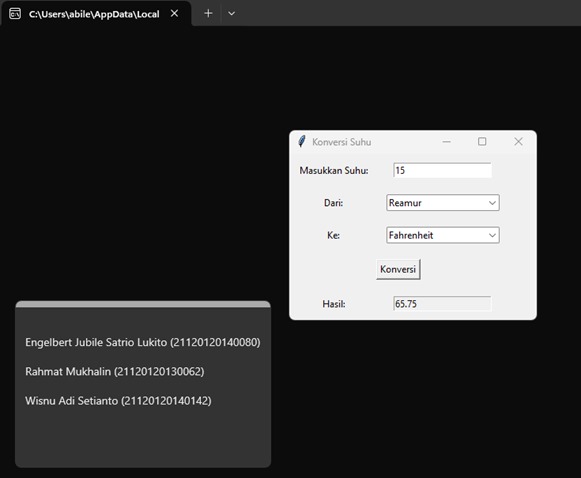 C:\Users\abile\AppData\Local
Konversi Suhu
Masukkan Suhu: 15
Dari: Reamur
Ke: Fahrenheit
Konversi
Hasil: 65.75
Engelbert Jubile Satrio Lukito (21120120140080)
Rahmat Mukhalin (21120120130062)
Wisnu Adi Setianto (21120120140142)